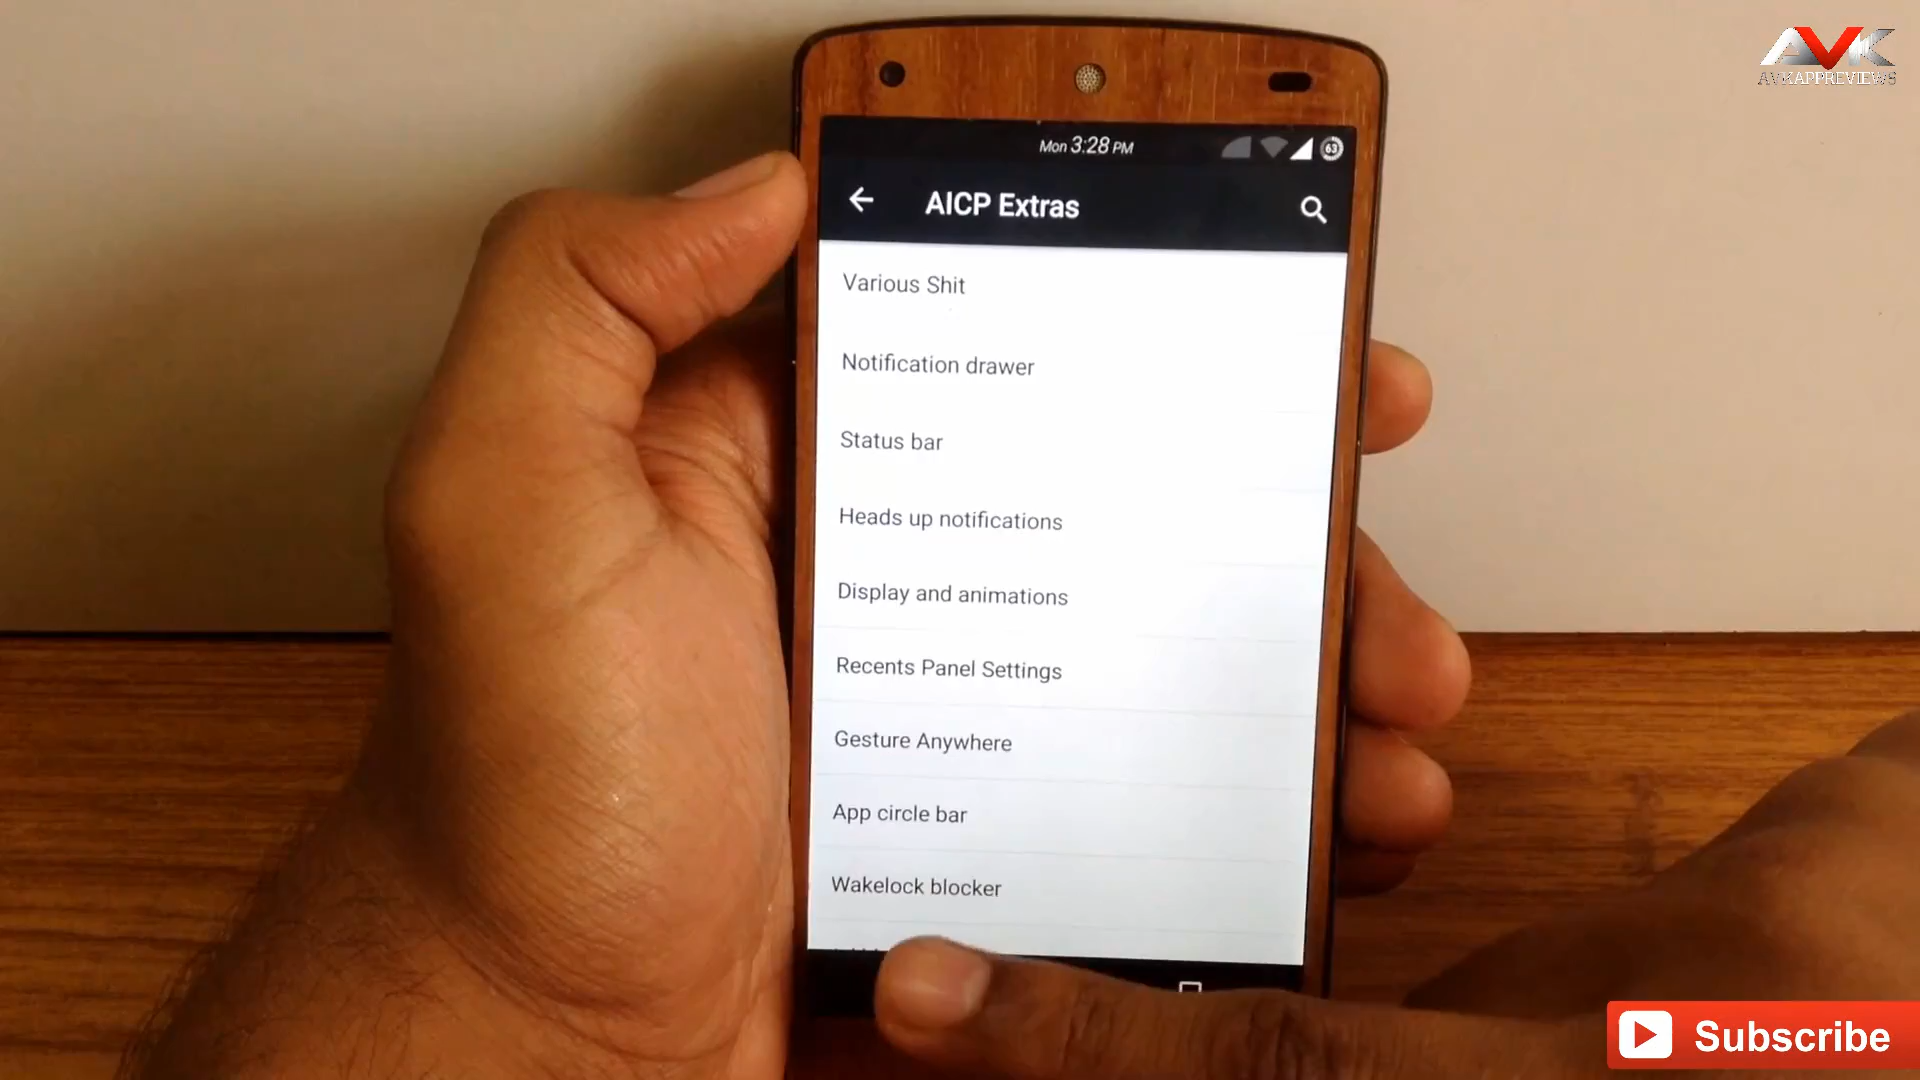 AVK
AVKAPPREVIEWS
Mon 3:28 PM
63
AICP Extras
Various Shit
Notification drawer
Status bar
Heads up notifications
Display and animations
Recents Panel Settings
Gesture Anywhere
App circle bar
Wakelock blocker
Subscribe